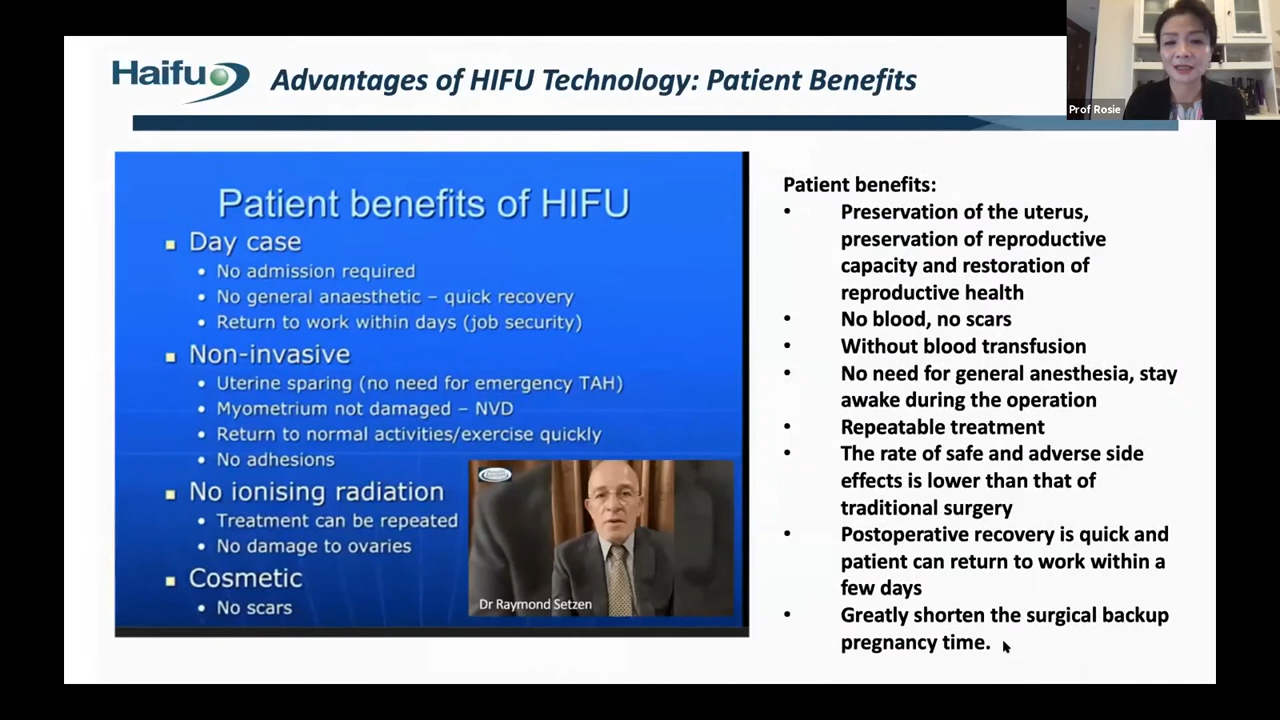 Haifu
Advantages of HIFU Technology: Patient Benefits
Prof Rosie
Patient benefits of HIFU
Day case
• No admission required
• No general anaesthetic – quick recovery
• Return to work within days (job security)
Non-invasive
• Uterine sparing (no need for emergency TAH)
• Myometrium not damaged – NVD
• Return to normal activities/exercise quickly
• No adhesions
No ionising radiation
• Treatment can be repeated
• No damage to ovaries
Cosmetic
• No scars
Dr Raymond Setzen
Patient benefits:
• Preservation of the uterus,
preservation of reproductive
capacity and restoration of
reproductive health
• No blood, no scars
• Without blood transfusion
• No need for general anesthesia, stay
awake during the operation
• Repeatable treatment
• The rate of safe and adverse side
effects is lower than that of
traditional surgery
• Postoperative recovery is quick and
patient can return to work within a
few days
• Greatly shorten the surgical backup
pregnancy time.